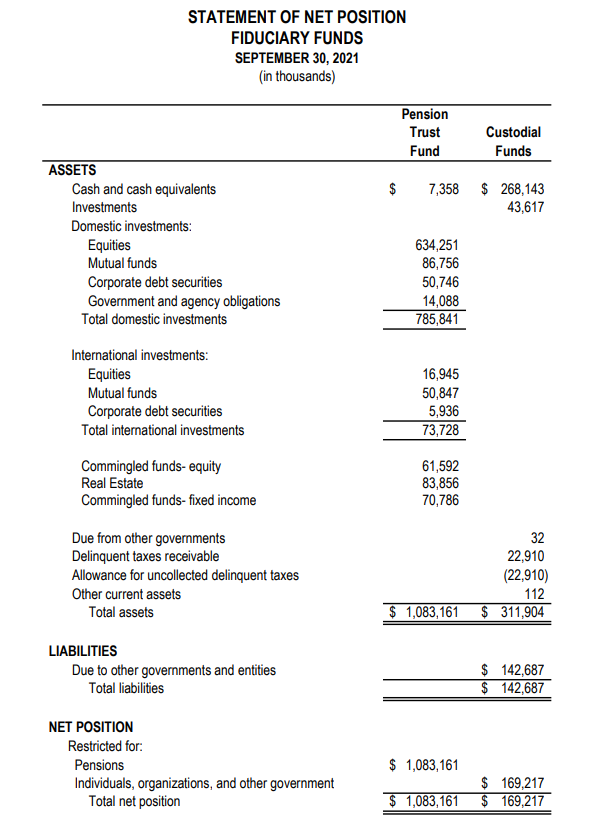 STATEMENT OF NET POSITION
FIDUCIARY FUNDS
SEPTEMBER 30, 2021
(in thousands)
Pension
Trust Custodial
Fund Funds
ASSETS
Cash and cash equivalents $ 7,358 $ 268,143
Investments 43,617
Domestic investments:
Equities 634,251
Mutual funds 86,756
Corporate debt securities 50,746
Government and agency obligations 14,088
Total domestic investments 785,841
International investments:
Equities 16,945
Mutual funds 50,847
Corporate debt securities 5,936
Total international investments 73,728
Commingled funds- equity 61,592
Real Estate 83,856
Commingled funds- fixed income 70,786
Due from other governments 32
Delinquent taxes receivable 22,910
Allowance for uncollected delinquent taxes (22,910)
Other current assets 112
Total assets $ 1,083,161 $ 311,904
LIABILITIES
Due to other governments and entities $ 142,687
Total liabilities $ 142,687
NET POSITION
Restricted for:
Pensions $ 1,083,161
Individuals, organizations, and other government $ 169,217
Total net position $ 1,083,161 $ 169,217